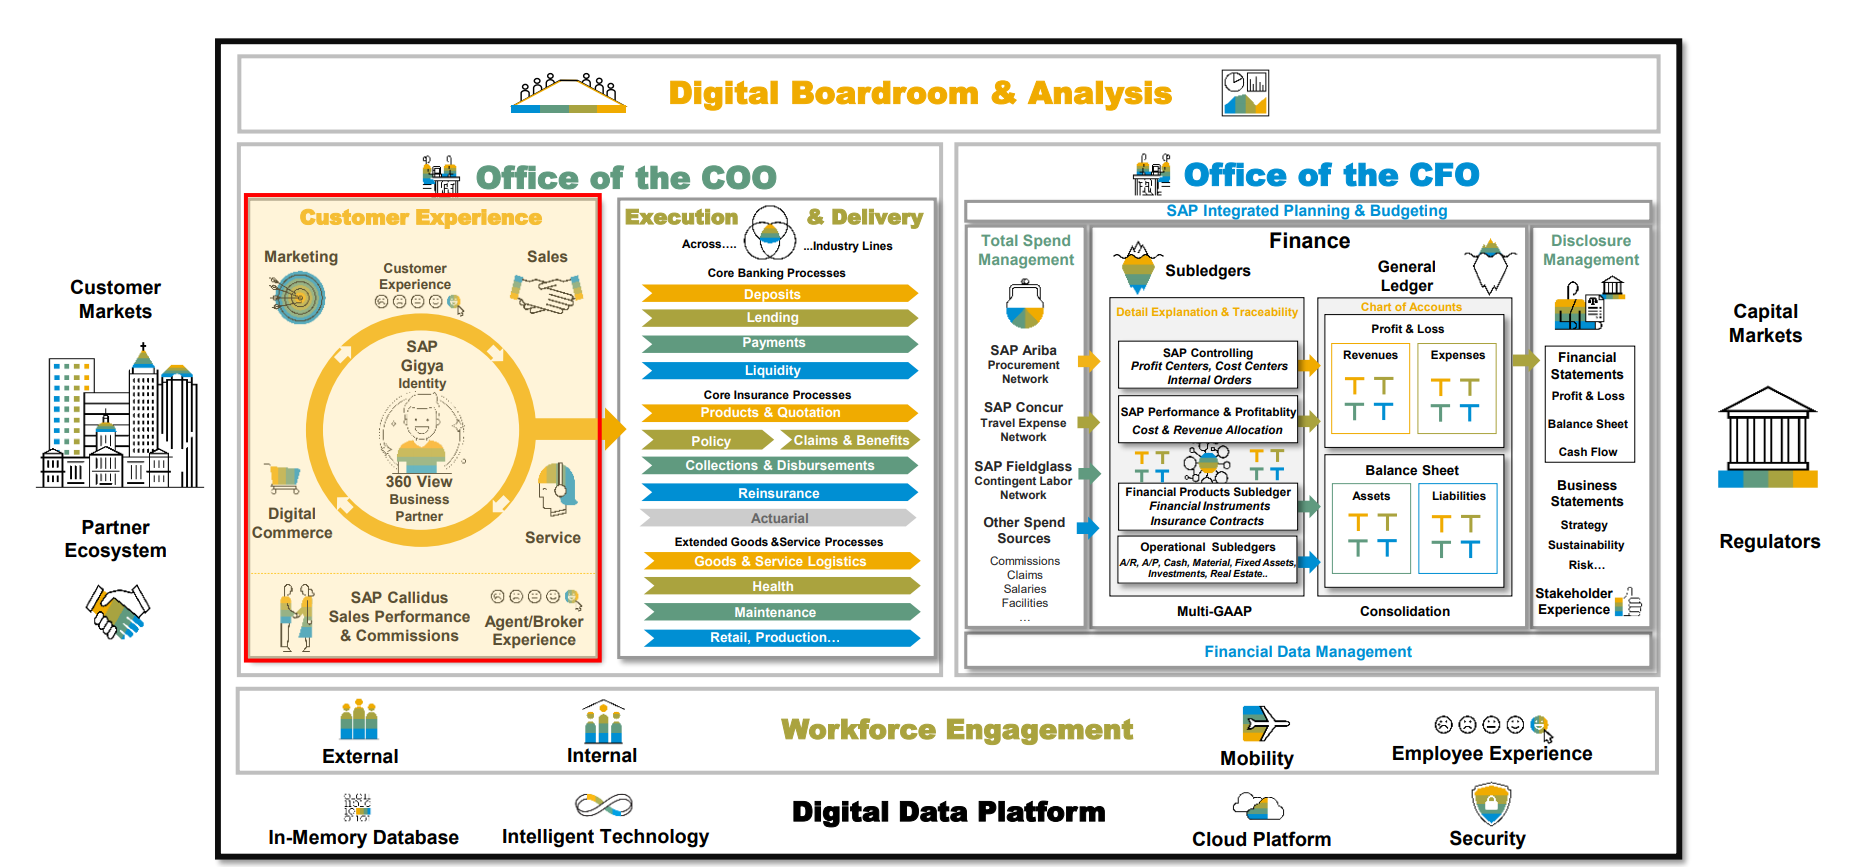 Digital Boardroom & Analysis
Office of the COO
Customer Experience
Marketing
Customer
Experience
Sales
SAP
Gigya
Identity
360 View
Business
Partner
Digital
Commerce
Service
SAP Callidus
Sales Performance
& Commissions
Agent/Broker
Experience
Execution & Delivery
Across.... ...Industry Lines
Core Banking Processes
Deposits
Lending
Payments
Liquidity
Core Insurance Processes
Products & Quotation
Policy
Claims & Benefits
Collections & Disbursements
Reinsurance
Actuarial
Extended Goods &Service Processes
Goods & Service Logistics
Health
Maintenance
Retail, Production...
Office of the CFO
SAP Integrated Planning & Budgeting
Total Spend
Management
SAP Ariba
Procurement
Network
SAP Concur
Travel Expense
Network
SAP Fieldglass
Contingent Labor
Network
Other Spend
Sources
Commissions
Claims
Salaries
Facilities
...
Finance
Subledgers
Detail Explanation & Traceability
SAP Controlling
Profit Centers, Cost Centers
Internal Orders
SAP Performance & Profitablity
Cost & Revenue Allocation
Financial Products Subledger
Financial Instruments
Insurance Contracts
Operational Subledgers
A/R, A/P, Cash, Material, Fixed Assets,
Investments, Real Estate..
Multi-GAAP
General
Ledger
Chart of Accounts
Profit & Loss
Revenues
Expenses
Balance Sheet
Assets
Liabilities
Consolidation
Disclosure
Management
Financial
Statements
Profit & Loss
Balance Sheet
Cash Flow
Business
Statements
Strategy
Sustainability
Risk...
Stakeholder
Experience
Financial Data Management
Customer
Markets
Partner
Ecosystem
Capital
Markets
Regulators
Workforce Engagement
External
Internal
Mobility
Employee Experience
Digital Data Platform
In-Memory Database
Intelligent Technology
Cloud Platform
Security